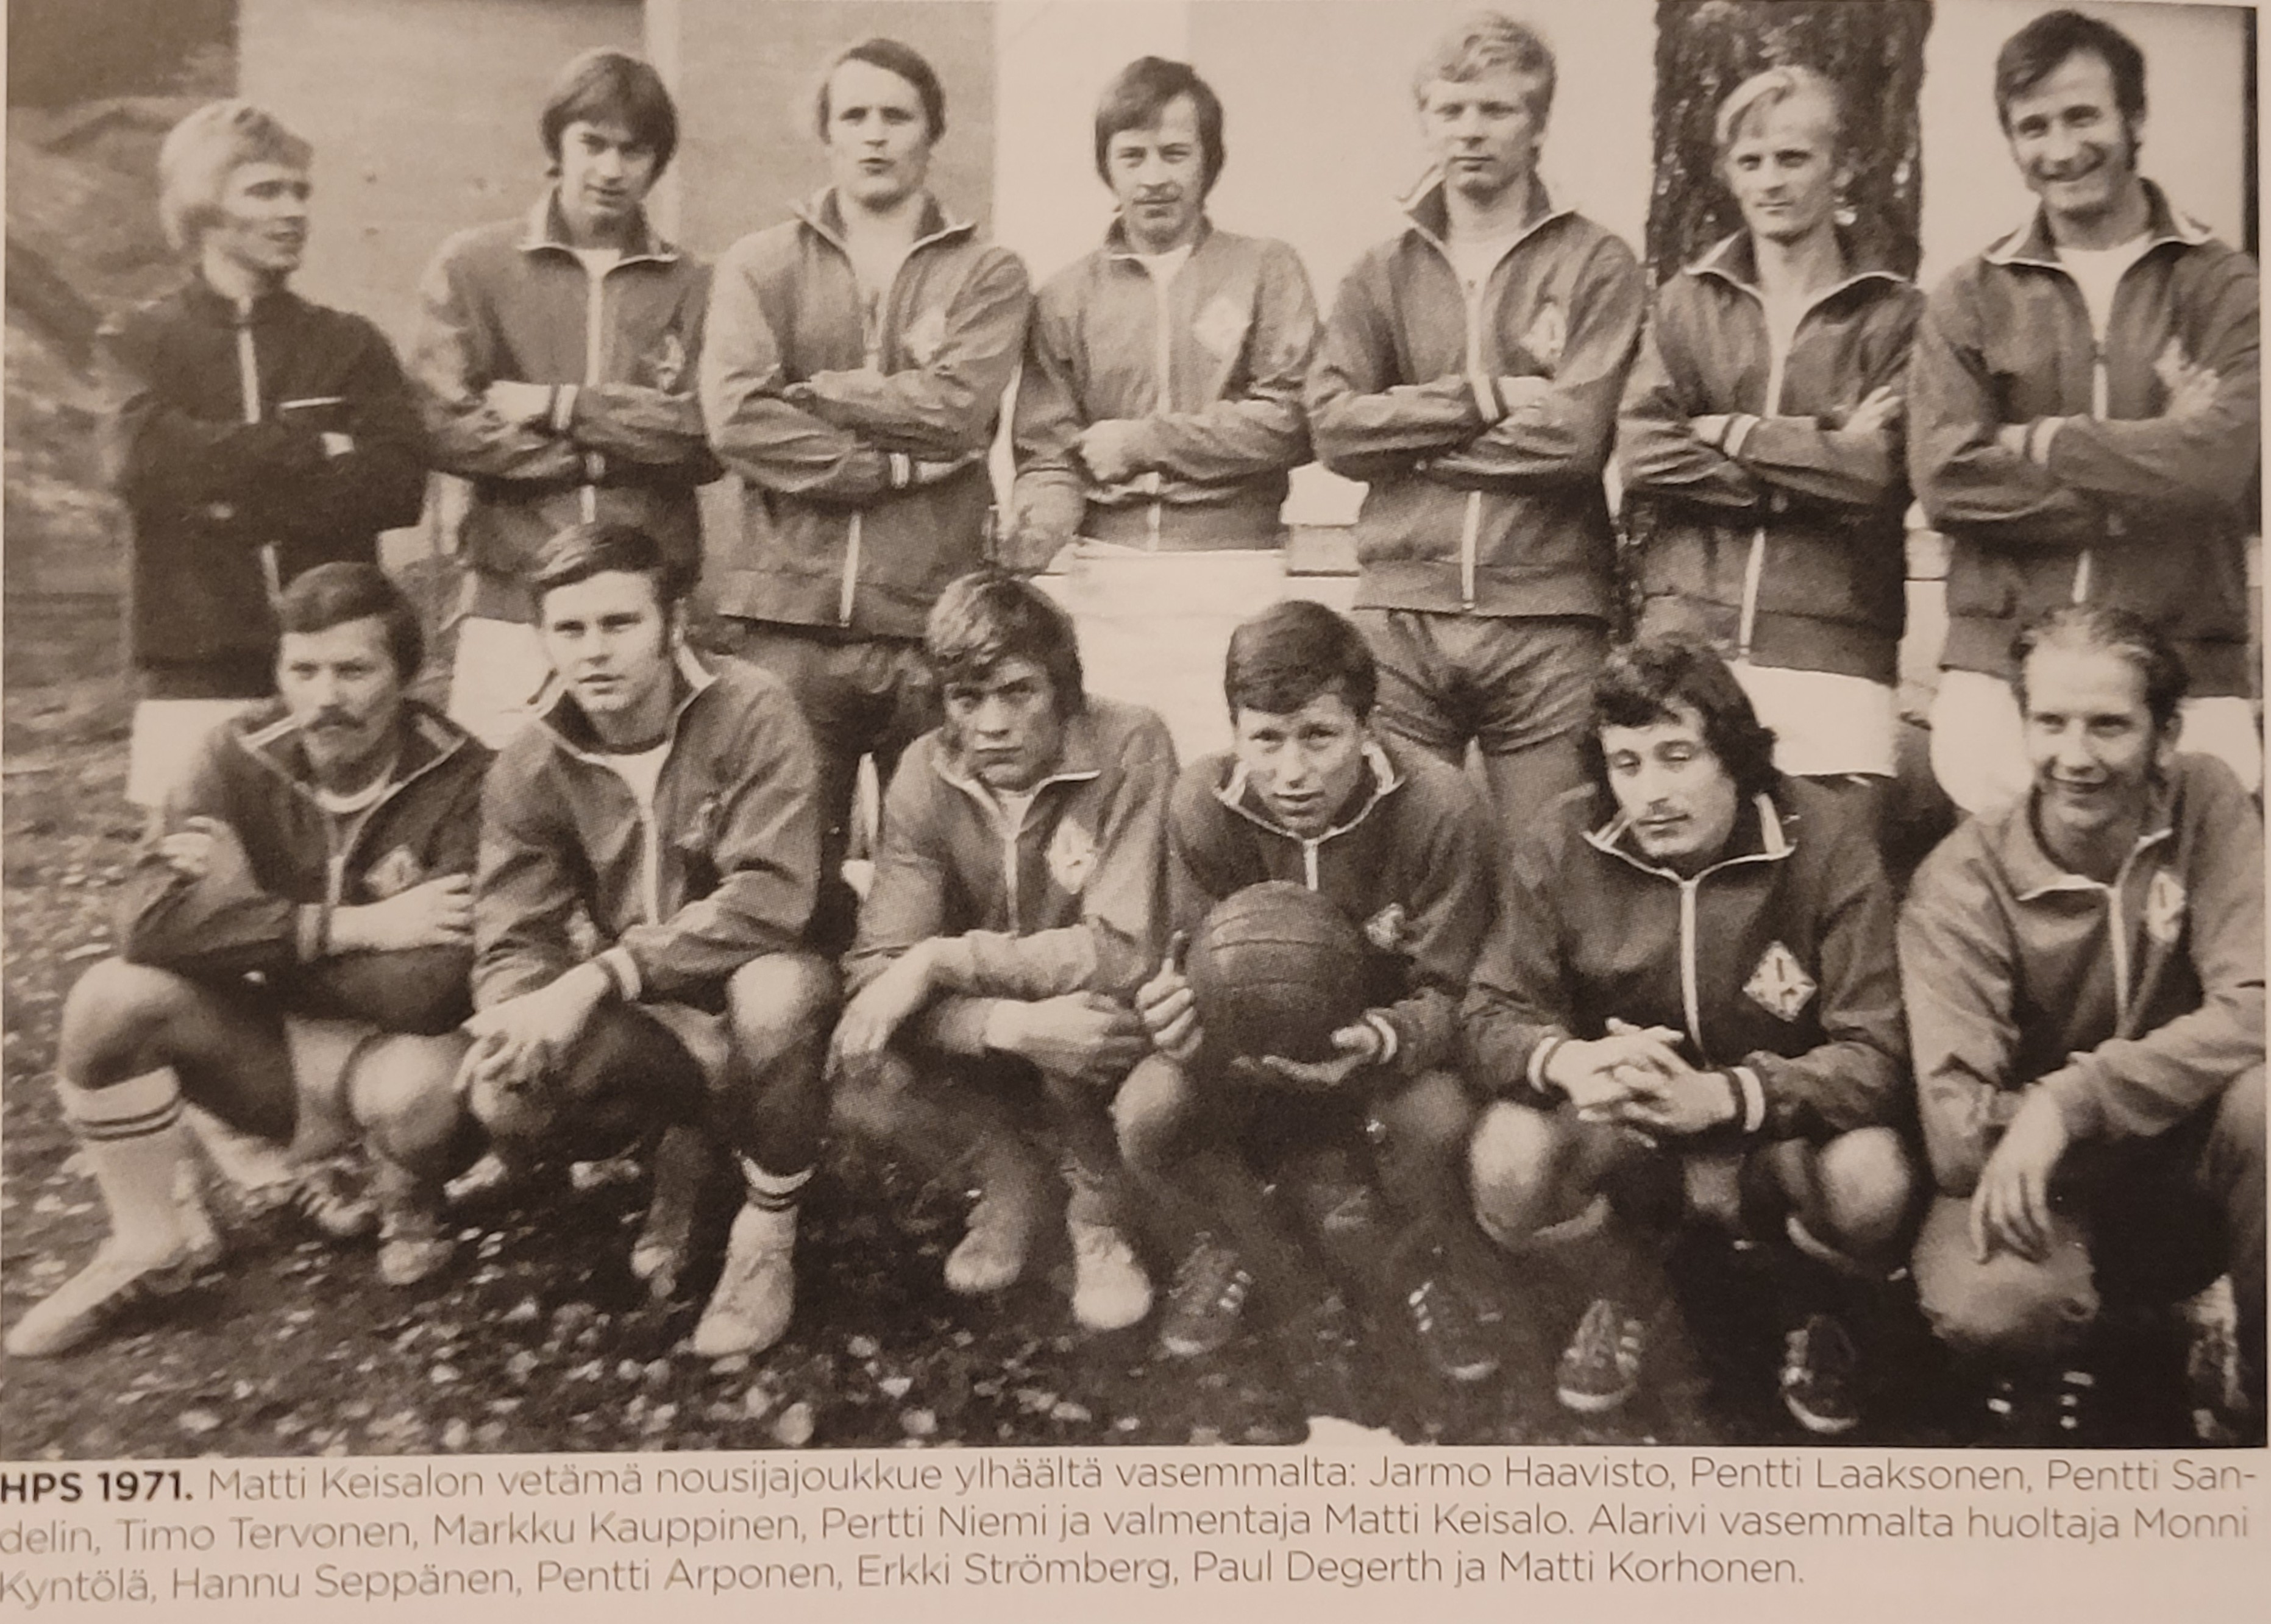 HPS 1971. Matti Keisalon vetämä nousijajoukkue ylhäältä vasemmalta: Jarmo Haavisto, Pentti Laaksonen, Pentti San-
delin, Timo Tervonen, Markku Kauppinen, Pertti Niemi ja valmentaja Matti Keisalo. Alarivi vasemmalta huoltaja Monni
Kyntölä, Hannu Seppänen, Pentti Arponen, Erkki Strömberg, Paul Degerth ja Matti Korhonen.